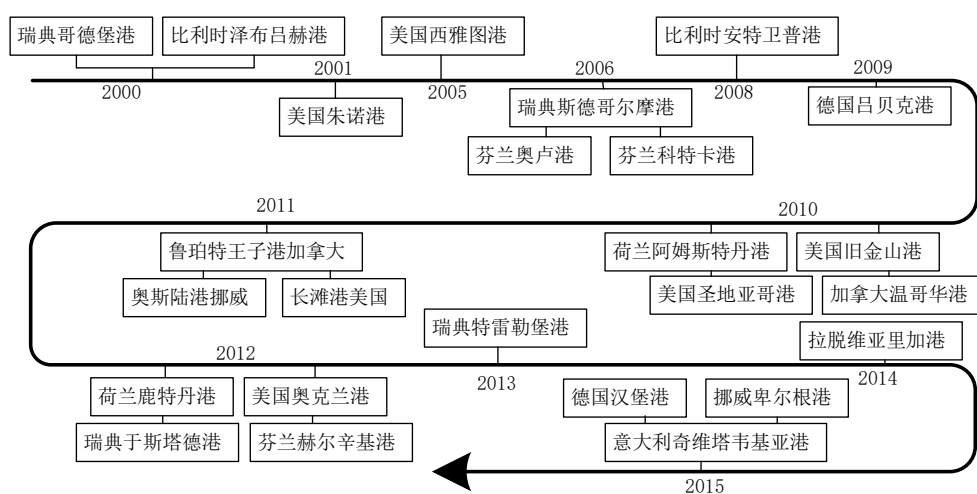 瑞典哥德堡港
比利时泽布吕赫港
美国西雅图港
比利时安特卫普港
2000
2001
2005
2006
2008
2009
美国朱诺港
瑞典斯德哥尔摩港
德国吕贝克港
芬兰奥卢港
芬兰科特卡港
2011
2010
鲁珀特王子港加拿大
荷兰阿姆斯特丹港
美国旧金山港
奥斯陆港挪威
长滩港美国
美国圣地亚哥港
加拿大温哥华港
瑞典特雷勒堡港
拉脱维亚里加港
2012
2013
2014
荷兰鹿特丹港
美国奥克兰港
德国汉堡港
挪威卑尔根港
瑞典于斯塔德港
芬兰赫尔辛基港
意大利奇维塔韦基亚港
2015